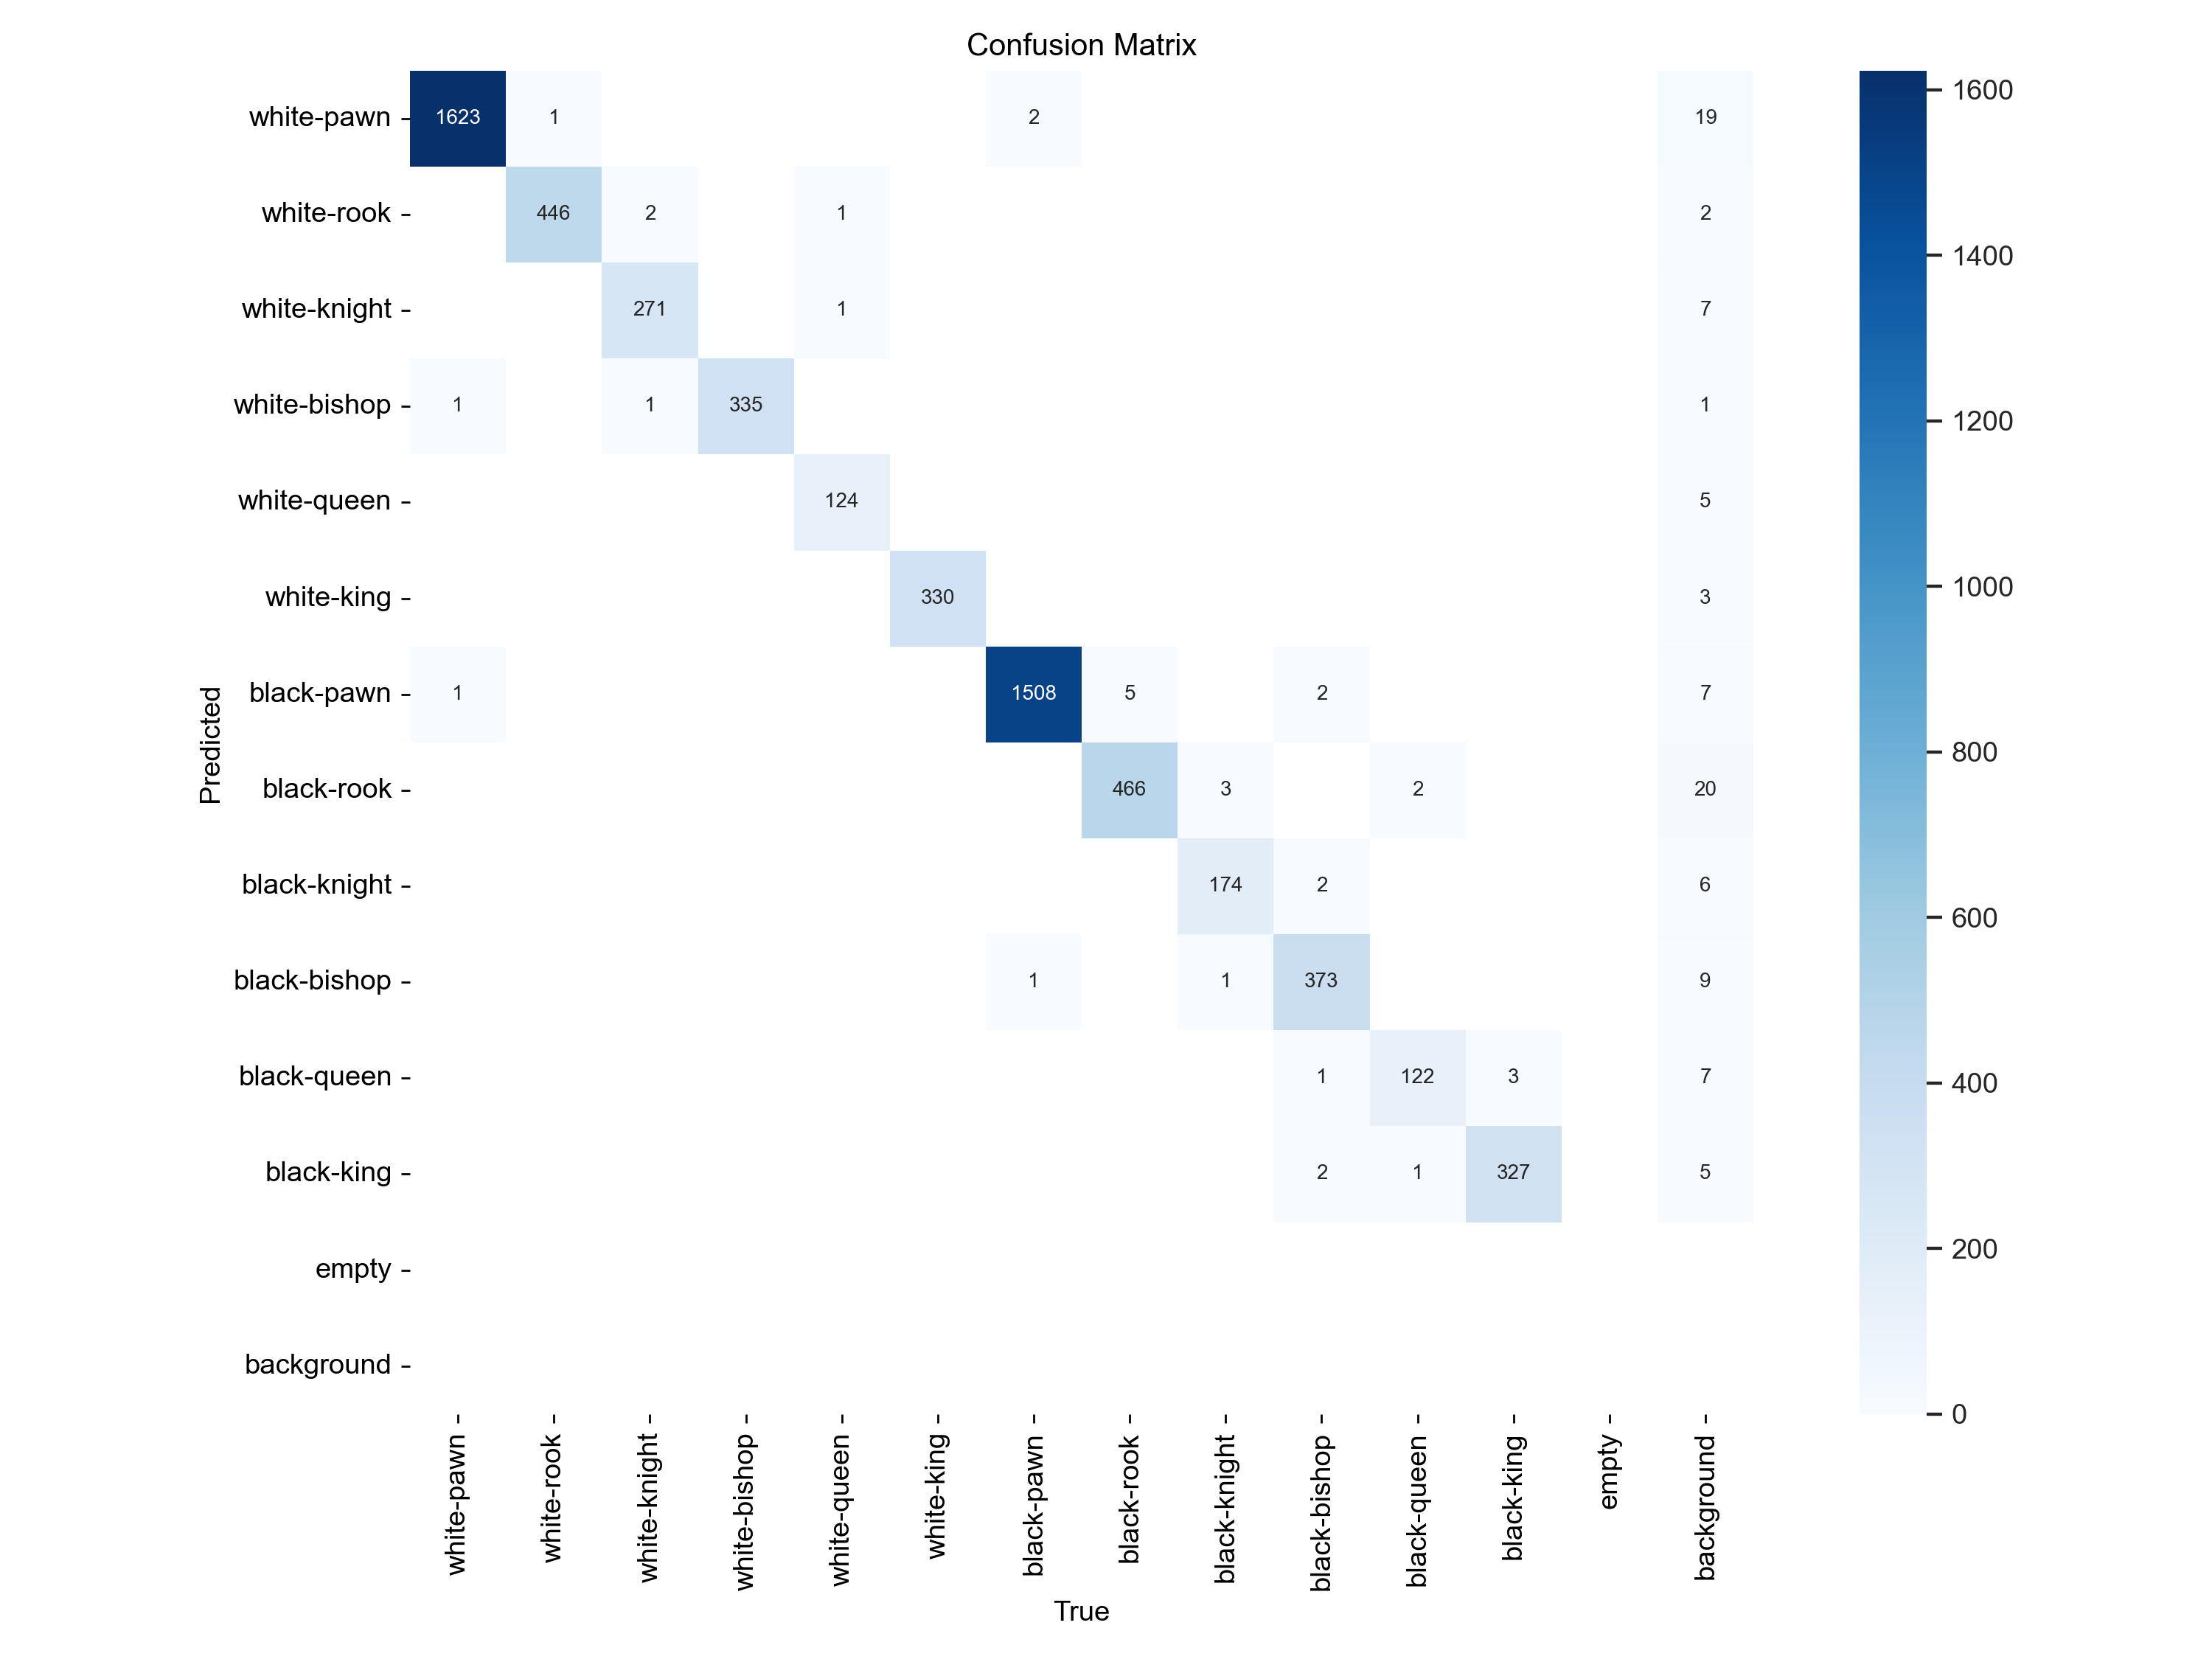 Confusion Matrix
white-pawn 1623 1 2 19
white-rook 446 2 1 2
white-knight 271 1 7
white-bishop 1 1 335 1
white-queen 124 5
white-king 330 3
black-pawn 1 1508 5 2 7
black-rook 466 3 2 20
black-knight 174 2 6
black-bishop 1 1 373 9
black-queen 1 122 3 7
black-king 2 1 327 5
empty
background
Predicted
white-pawn white-rook white-knight white-bishop white-queen white-king black-pawn black-rook black-knight black-bishop black-queen black-king empty background
True
1600
1400
1200
1000
800
600
400
200
0